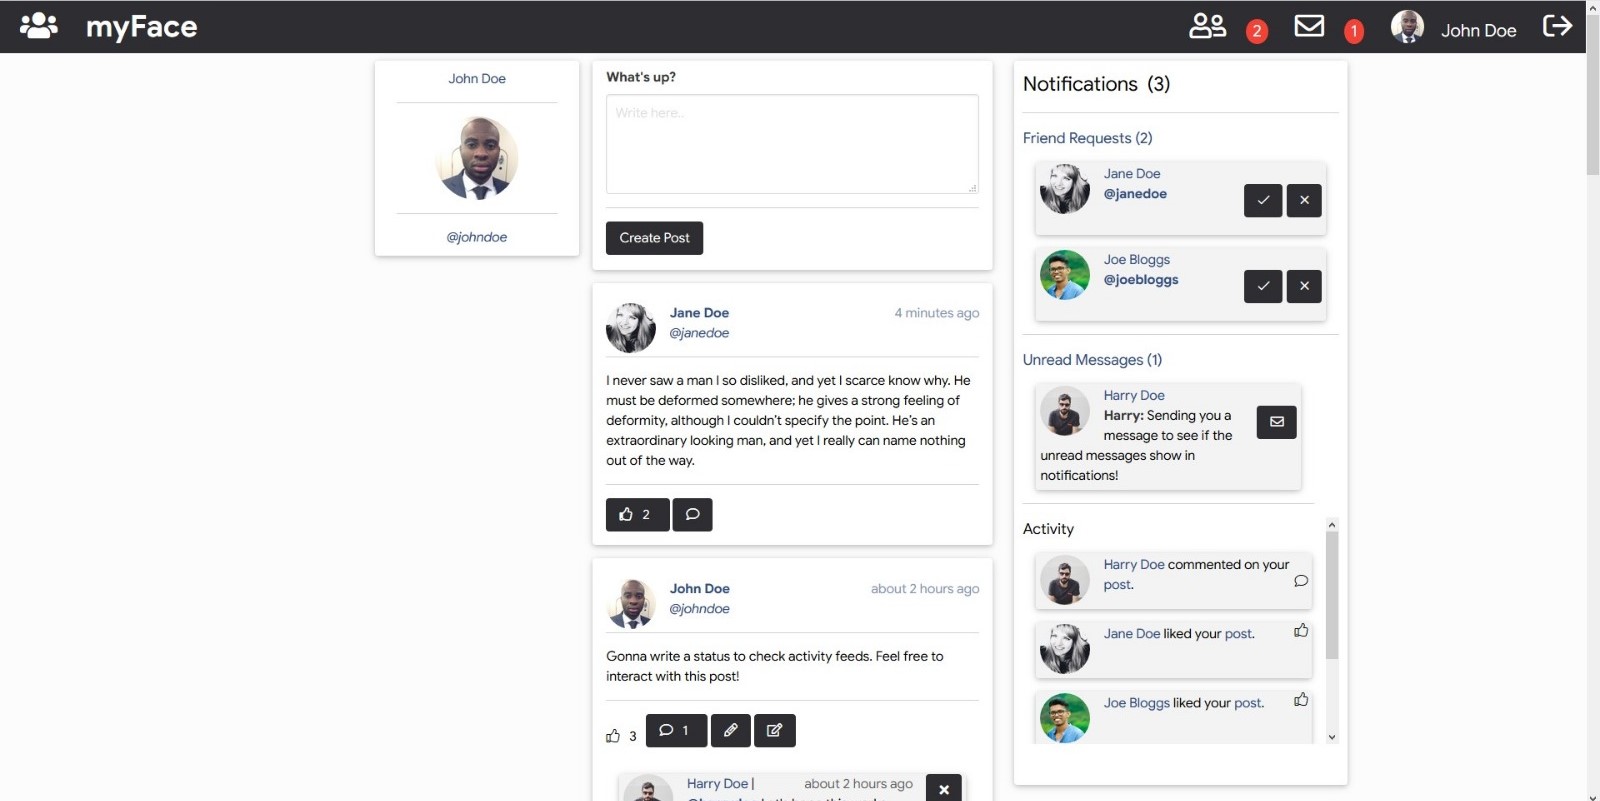 myFace
2
1
John Doe
John Doe
@johndoe
What's up?
Write here..
Create Post
Jane Doe
4 minutes ago
@janedoe
I never saw a man I so disliked, and yet I scarce know why. He
must be deformed somewhere; he gives a strong feeling of
deformity, although I couldn’t specify the point. He’s an
extraordinary looking man, and yet I really can name nothing
out of the way.
2
John Doe
about 2 hours ago
@johndoe
Gonna write a status to check activity feeds. Feel free to
interact with this post!
3
1
Harry Doe |
about 2 hours ago
Notifications (3)
Friend Requests (2)
Jane Doe
@janedoe
Joe Bloggs
@joebloggs
Unread Messages (1)
Harry Doe
Harry: Sending you a
message to see if the
unread messages show in
notifications!
Activity
Harry Doe commented on your
post.
Jane Doe liked your post.
Joe Bloggs liked your post.